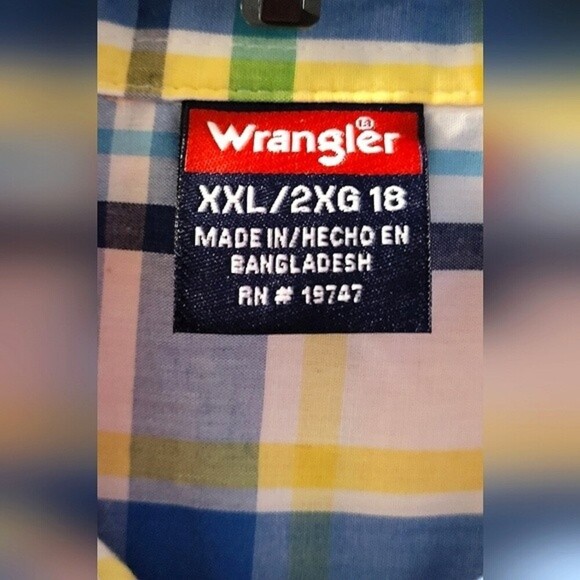 Wrangler
XXL/2XG 18
MADE IN/HECHO EN
BANGLADESH
RN # 19747